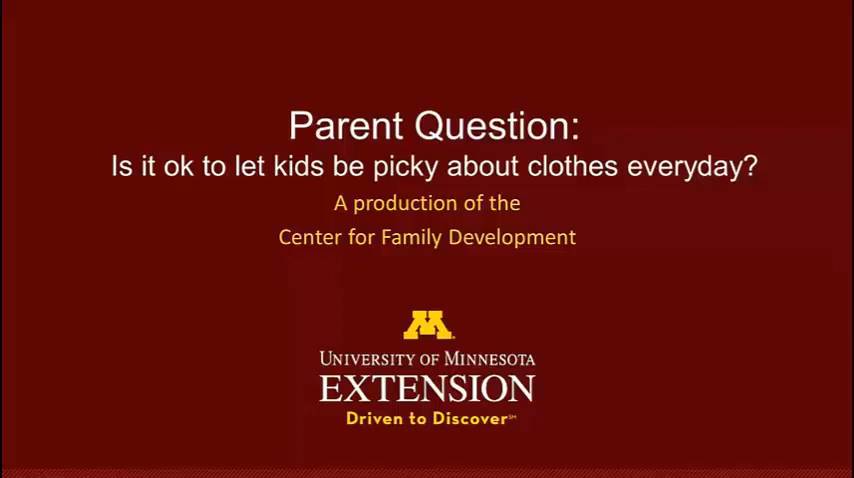 Parent Question:
Is it ok to let kids be picky about clothes everyday?
A production of the
Center for Family Development
M
UNIVERSITY OF MINNESOTA
EXTENSION
Driven to Discover℠